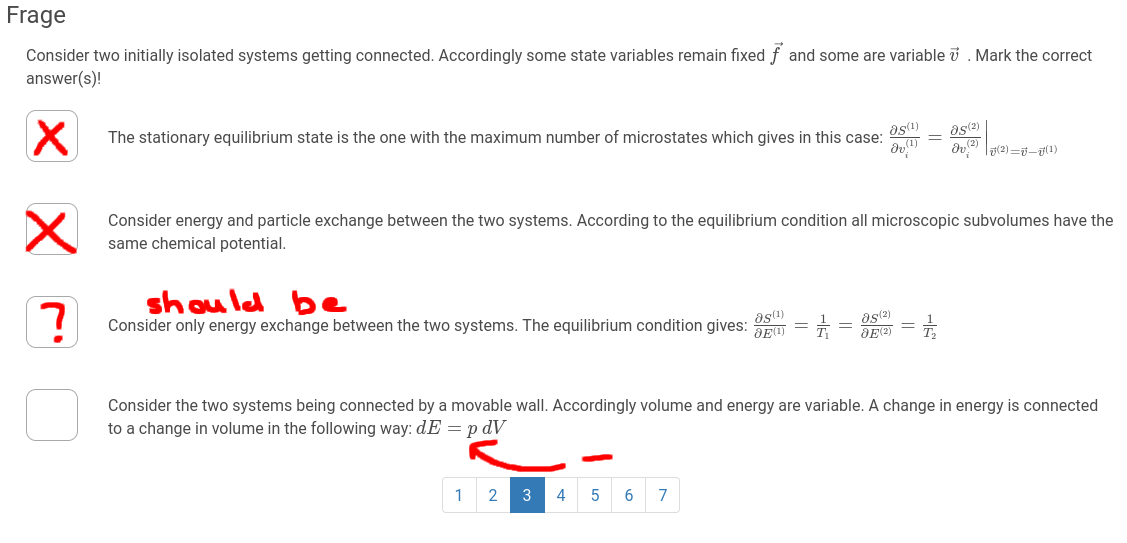 Frage
Consider two initially isolated systems getting connected. Accordingly some state variables remain fixed $\vec{f}$ and some are variable $\vec{v}$ . Mark the correct
answer(s)!
X The stationary equilibrium state is the one with the maximum number of microstates which gives in this case: $\frac{\partial S^{(1)}}{\partial v_i^{(1)}} = \left.\frac{\partial S^{(2)}}{\partial v_i^{(2)}}\right|_{\vec{v}^{(2)}=\vec{v}-\vec{v}^{(1)}}$
X Consider energy and particle exchange between the two systems. According to the equilibrium condition all microscopic subvolumes have the
same chemical potential.
should be
? Consider only energy exchange between the two systems. The equilibrium condition gives: $\frac{\partial S^{(1)}}{\partial E^{(1)}} = \frac{1}{T_1} = \frac{\partial S^{(2)}}{\partial E^{(2)}} = \frac{1}{T_2}$
Consider the two systems being connected by a movable wall. Accordingly volume and energy are variable. A change in energy is connected
to a change in volume in the following way: $dE = p\,dV$
−
1 2 3 4 5 6 7